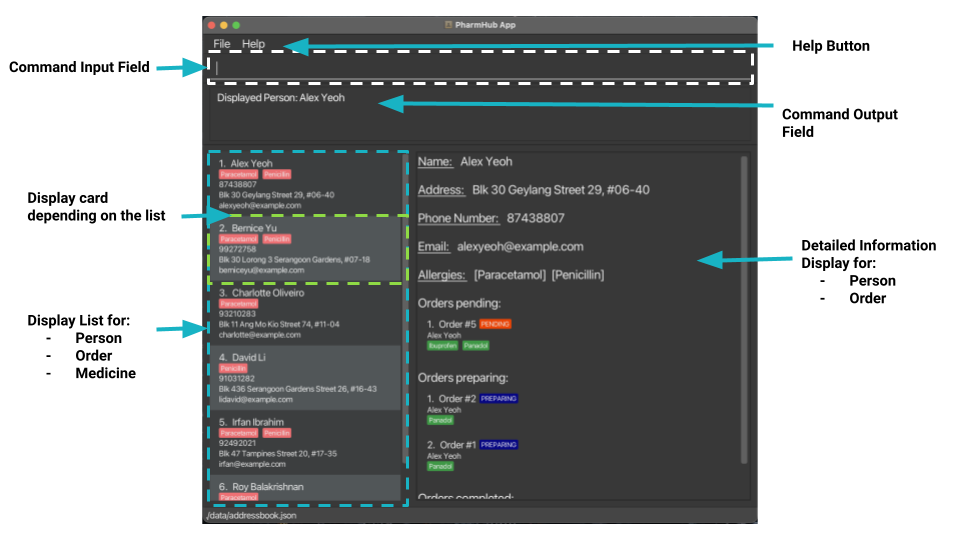 PharmHub App
File Help
Help Button
Command Input Field
Displayed Person: Alex Yeoh
Command Output
Field
1. Alex Yeoh
Paracetamol Penicillin
87438807
Blk 30 Geylang Street 29, #06-40
alexyeoh@example.com
Display card
depending on the list
2. Bernice Yu
Paracetamol Penicillin
99272758
Blk 30 Lorong 3 Serangoon Gardens, #07-18
berniceyu@example.com
3. Charlotte Oliveiro
Paracetamol
93210283
Blk 11 Ang Mo Kio Street 74, #11-04
charlotte@example.com
Display List for:
- Person
- Order
- Medicine
4. David Li
Penicillin
91031282
Blk 436 Serangoon Gardens Street 26, #16-43
lidavid@example.com
5. Irfan Ibrahim
Paracetamol Penicillin
92492021
Blk 47 Tampines Street 20, #17-35
irfan@example.com
6. Roy Balakrishnan
Paracetamol
Name: Alex Yeoh
Address: Blk 30 Geylang Street 29, #06-40
Phone Number: 87438807
Email: alexyeoh@example.com
Allergies: [Paracetamol] [Penicillin]
Orders pending:
1. Order #5 PENDING
Alex Yeoh
Ibuprofen Panadol
Orders preparing:
1. Order #2 PREPARING
Alex Yeoh
Panadol
2. Order #1 PREPARING
Alex Yeoh
Panadol
Orders completed:
Detailed Information
Display for:
- Person
- Order
./data/addressbook.json